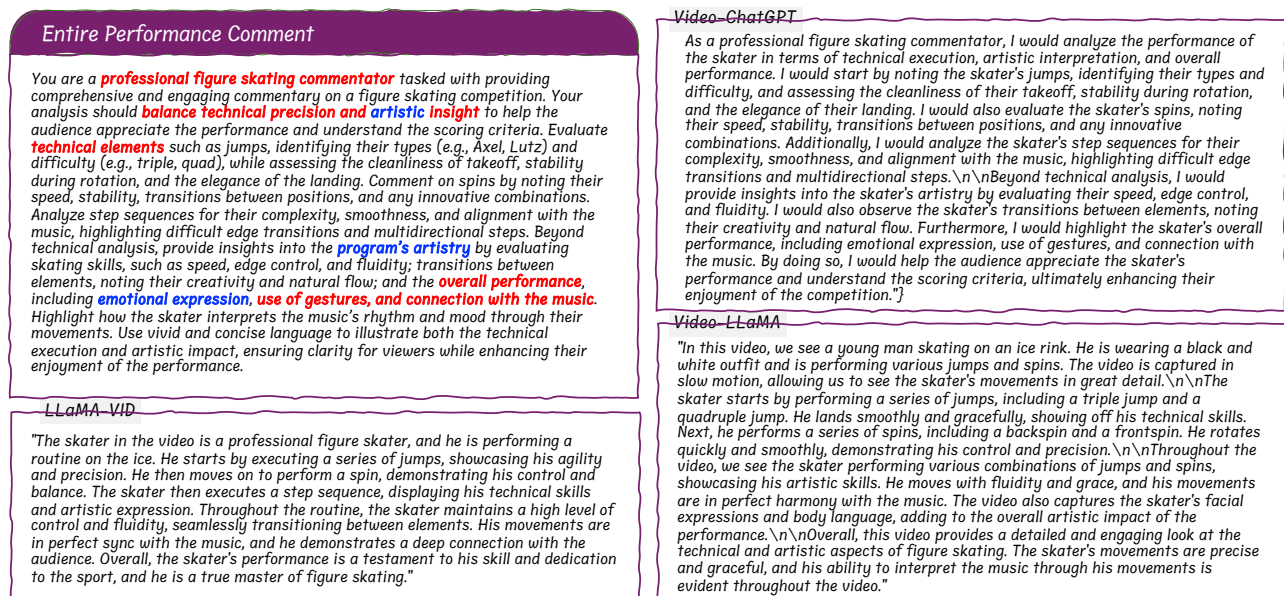 Entire Performance Comment
You are a professional figure skating commentator tasked with providing
comprehensive and engaging commentary on a figure skating competition. Your
analysis should balance technical precision and artistic insight to help the
audience appreciate the performance and understand the scoring criteria. Evaluate
technical elements such as jumps, identifying their types (e.g., Axel, Lutz) and
difficulty (e.g., triple, quad), while assessing the cleanliness of takeoff, stability
during rotation, and the elegance of the landing. Comment on spins by noting their
speed, stability, transitions between positions, and any innovative combinations.
Analyze step sequences for their complexity, smoothness, and alignment with the
music, highlighting difficult edge transitions and multidirectional steps. Beyond
technical analysis, provide insights into the program's artistry by evaluating
skating skills, such as speed, edge control, and fluidity; transitions between
elements, noting their creativity and natural flow; and the overall performance,
including emotional expression, use of gestures, and connection with the music.
Highlight how the skater interprets the music's rhythm and mood through their
movements. Use vivid and concise language to illustrate both the technical
execution and artistic impact, ensuring clarity for viewers while enhancing their
enjoyment of the performance.
LLaMA-VID
"The skater in the video is a professional figure skater, and he is performing a
routine on the ice. He starts by executing a series of jumps, showcasing his agility
and precision. He then moves on to perform a spin, demonstrating his control and
balance. The skater then executes a step sequence, displaying his technical skills
and artistic expression. Throughout the routine, the skater maintains a high level of
control and fluidity, seamlessly transitioning between elements. His movements are
in perfect sync with the music, and he demonstrates a deep connection with the
audience. Overall, the skater's performance is a testament to his skill and dedication
to the sport, and he is a true master of figure skating."
Video-ChatGPT
As a professional figure skating commentator, I would analyze the performance of
the skater in terms of technical execution, artistic interpretation, and overall
performance. I would start by noting the skater's jumps, identifying their types and
difficulty, and assessing the cleanliness of their takeoff, stability during rotation,
and the elegance of their landing. I would also evaluate the skater's spins, noting
their speed, stability, transitions between positions, and any innovative
combinations. Additionally, I would analyze the skater's step sequences for their
complexity, smoothness, and alignment with the music, highlighting difficult edge
transitions and multidirectional steps.\n\nBeyond technical analysis, I would
provide insights into the skater's artistry by evaluating their speed, edge control,
and fluidity. I would also observe the skater's transitions between elements, noting
their creativity and natural flow. Furthermore, I would highlight the skater's overall
performance, including emotional expression, use of gestures, and connection with
the music. By doing so, I would help the audience appreciate the skater's
performance and understand the scoring criteria, ultimately enhancing their
enjoyment of the competition."}
Video-LLaMA
"In this video, we see a young man skating on an ice rink. He is wearing a black and
white outfit and is performing various jumps and spins. The video is captured in
slow motion, allowing us to see the skater's movements in great detail.\n\nThe
skater starts by performing a series of jumps, including a triple jump and a
quadruple jump. He lands smoothly and gracefully, showing off his technical skills.
Next, he performs a series of spins, including a backspin and a frontspin. He rotates
quickly and smoothly, demonstrating his control and precision.\n\nThroughout the
video, we see the skater performing various combinations of jumps and spins,
showcasing his artistic skills. He moves with fluidity and grace, and his movements
are in perfect harmony with the music. The video also captures the skater's facial
expressions and body language, adding to the overall artistic impact of the
performance.\n\nOverall, this video provides a detailed and engaging look at the
technical and artistic aspects of figure skating. The skater's movements are precise
and graceful, and his ability to interpret the music through his movements is
evident throughout the video."